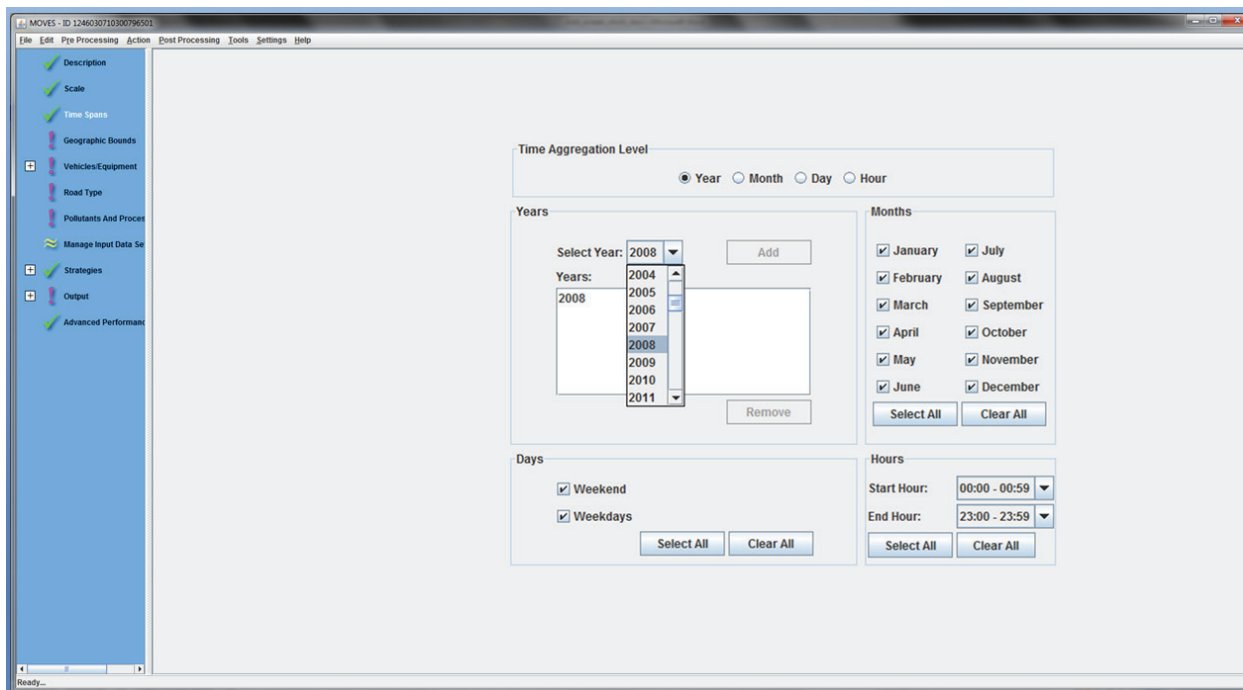 MOVES - ID 1246030710300796501
File Edit Pre Processing Action Post Processing Tools Settings Help
Description
Scale
Time Spans
Geographic Bounds
Vehicles/Equipment
Road Type
Pollutants And Proces
Manage Input Data Se
Strategies
Output
Advanced Performanc
Time Aggregation Level
Year Month Day Hour
Years
Select Year: 2008 Add
Years:
2008
2004
2005
2006
2007
2008
2009
2010
2011
Remove
Months
January July
February August
March September
April October
May November
June December
Select All Clear All
Days
Weekend
Weekdays
Select All Clear All
Hours
Start Hour: 00:00 - 00:59
End Hour: 23:00 - 23:59
Select All Clear All
Ready...